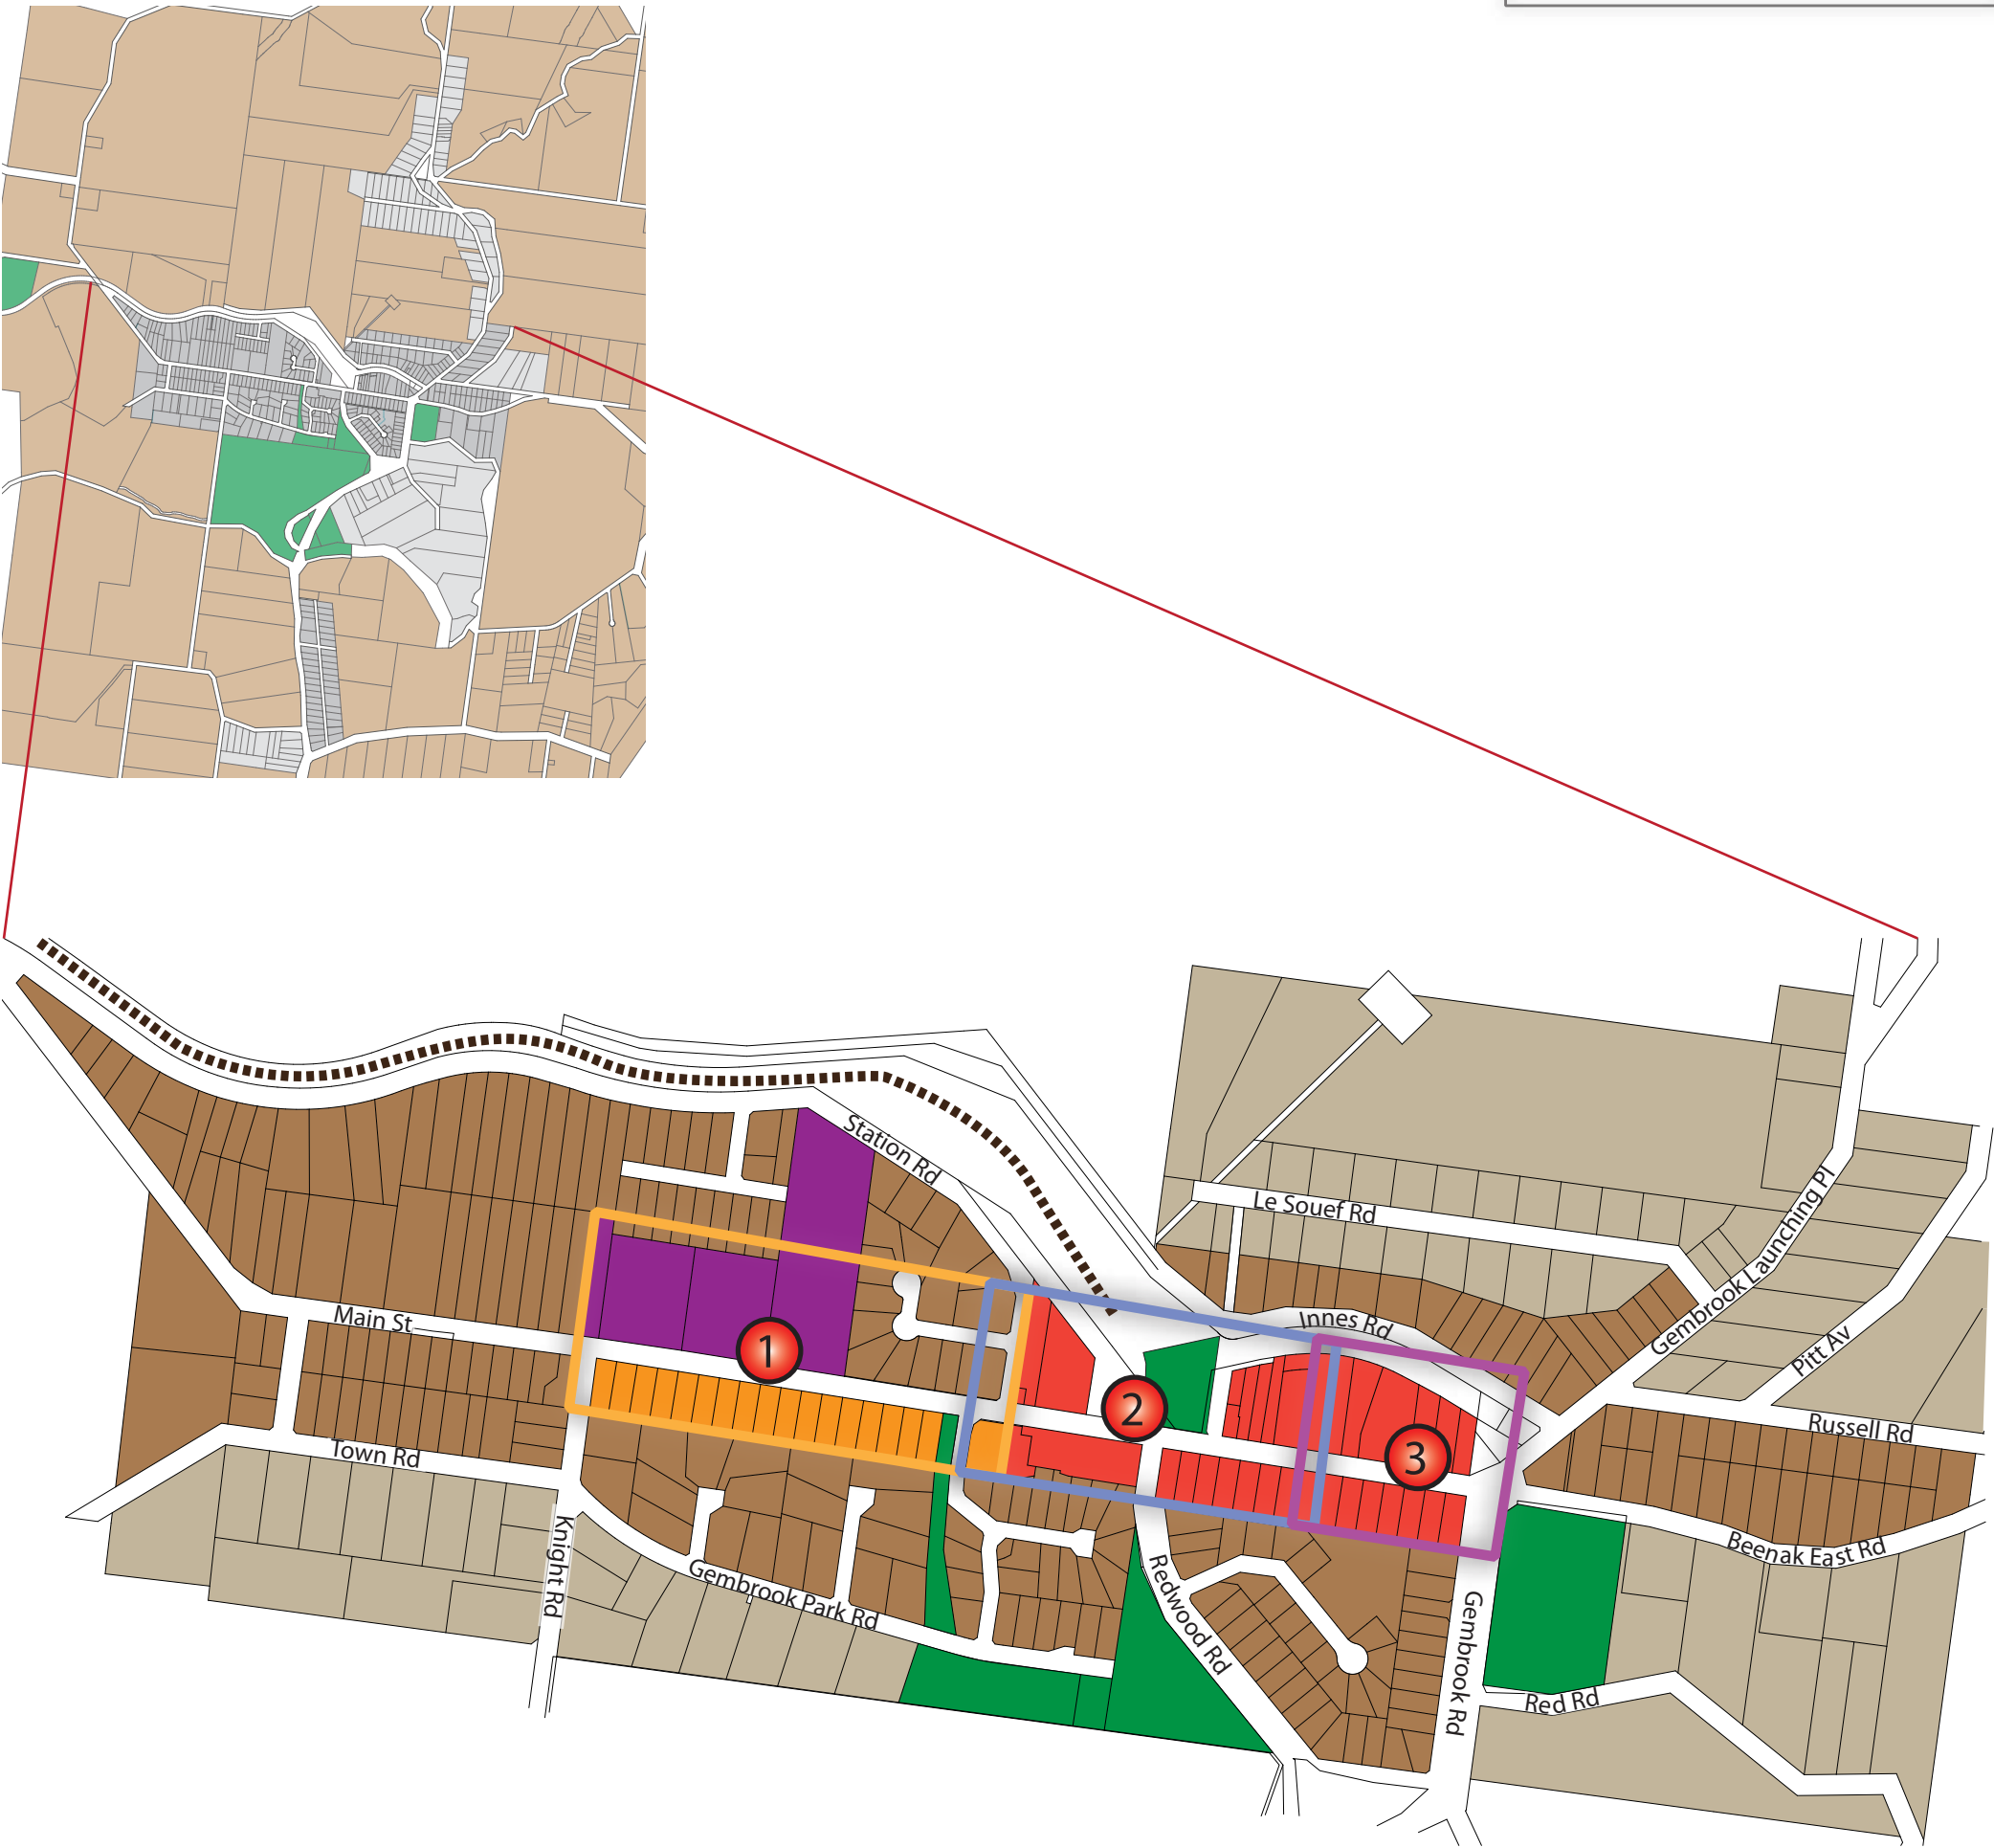 Station Rd
Le Souef Rd
Gembrook Launching Pl
Innes Rd
Main St
Pitt Av
1
2
3
Russell Rd
Town Rd
Beenak East Rd
Knight Rd
Gembrook Park Rd
Redwood Rd
Gembrook Rd
Red Rd